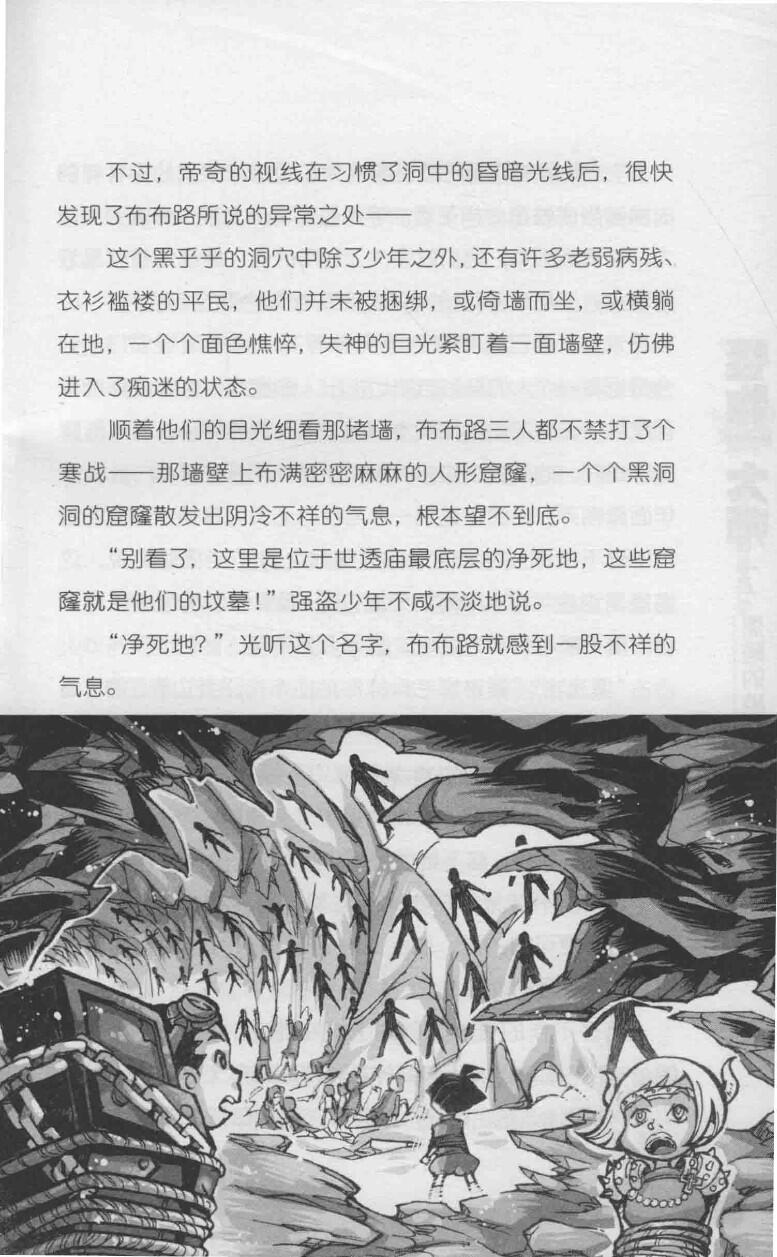 不过，帝奇的视线在习惯了洞中的昏暗光线后，很快
发现了布布路所说的异常之处——
这个黑乎乎的洞穴中除了少年之外，还有许多老弱病残、
衣衫褴褛的平民，他们并未被捆绑，或倚墙而坐，或横躺
在地，一个个面色憔悴，失神的目光紧盯着一面墙壁，仿佛
进入了痴迷的状态。
顺着他们的目光细看那堵墙，布布路三人都不禁打了个
寒战——那墙壁上布满密密麻麻的人形窟窿，一个个黑洞
洞的窟窿散发出阴冷不祥的气息，根本望不到底。
“别看了，这里是位于世透庙最底层的净死地，这些窟
窿就是他们的坟墓！”强盗少年不咸不淡地说。
“净死地？”光听这个名字，布布路就感到一股不祥的
气息。